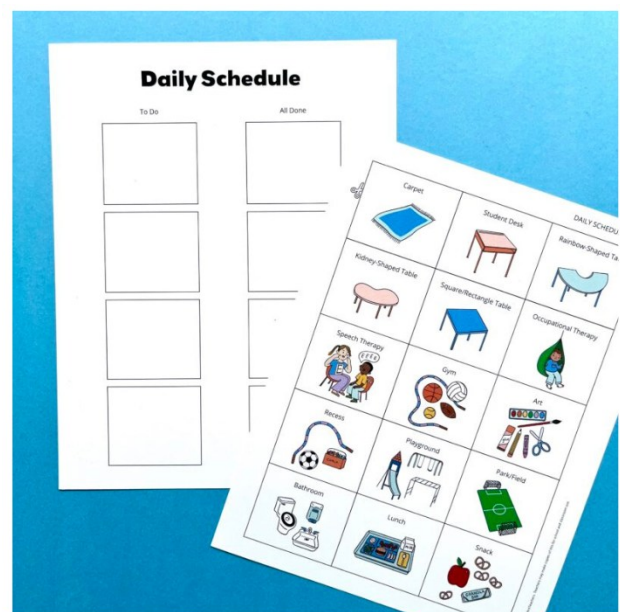 Daily Schedule
To Do
All Done
DAILY SCHEDU
Carpet
Student Desk
Rainbow-Shaped Ta
Kidney-Shaped Table
Square/Rectangle Table
Occupational Therapy
Speech Therapy
Gym
Art
Recess
Playground
Park/Field
Bathroom
Lunch
Snack